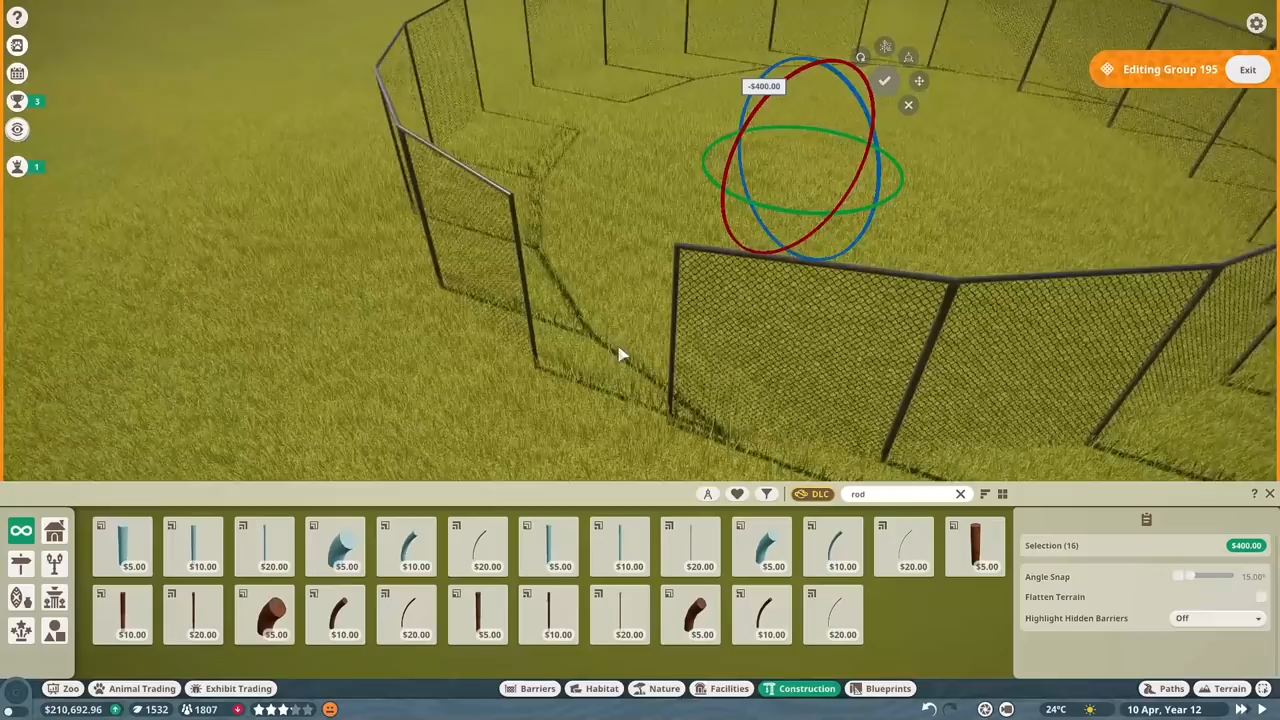 Editing Group 195
Exit
3
1
-$400.00
DLC
rod
?
$5.00
$10.00
$20.00
$5.00
$10.00
$20.00
$5.00
$10.00
$20.00
$5.00
$10.00
$20.00
$5.00
$10.00
$20.00
$5.00
$10.00
$20.00
$5.00
$10.00
$20.00
$5.00
$10.00
$20.00
Selection (16)
$400.00
Angle Snap
15.00°
Flatten Terrain
Highlight Hidden Barriers
Off
Zoo
Animal Trading
Exhibit Trading
Barriers
Habitat
Nature
Facilities
Construction
Blueprints
Paths
Terrain
$210,692.96
1532
1807
24°C
10 Apr, Year 12